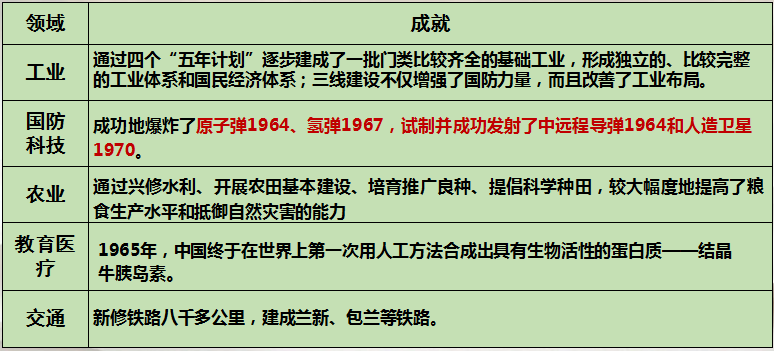 领域 成就
工业 通过四个“五年计划”逐步建成了一批门类比较齐全的基础工业，形成独立的、比较完整
的工业体系和国民经济体系；三线建设不仅增强了国防力量，而且改善了工业布局。
国防
科技
成功地爆炸了原子弹1964、氢弹1967，试制并成功发射了中远程导弹1964和人造卫星
1970。
农业
通过兴修水利、开展农田基本建设、培育推广良种、提倡科学种田，较大幅度地提高了粮
食生产水平和抵御自然灾害的能力
教育医
疗
1965年，中国终于在世界上第一次用人工方法合成出具有生物活性的蛋白质——结晶
牛胰岛素。
交通 新修铁路八千多公里，建成兰新、包兰等铁路。